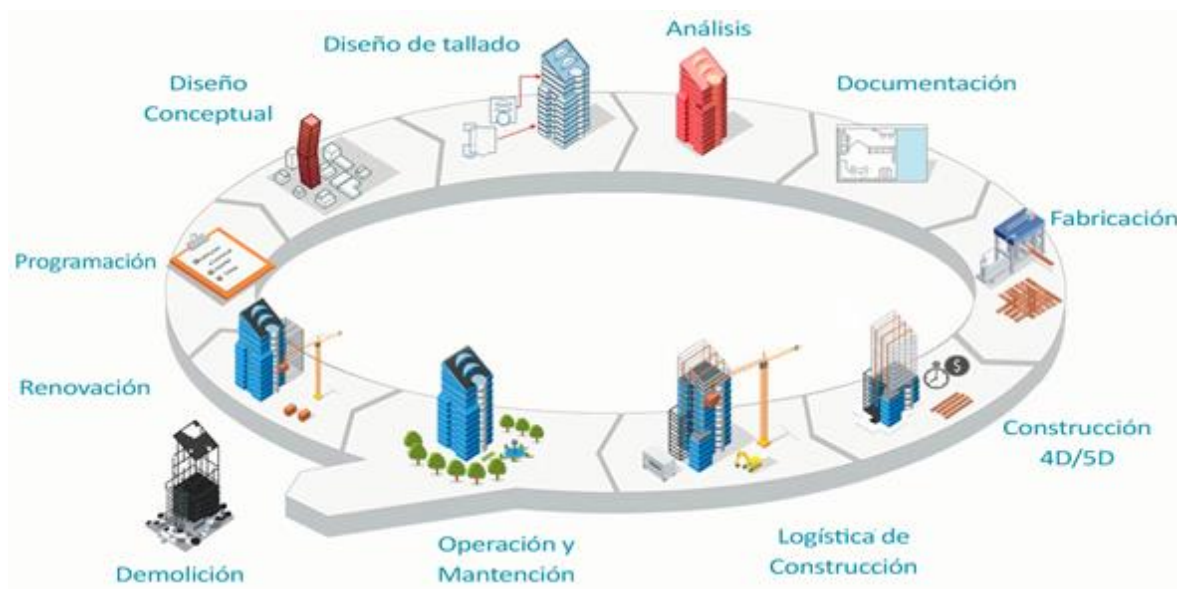 Diseño de tallado
Análisis
Diseño
Conceptual
Documentación
Fabricación
Programación
Renovación
Construcción
4D/5D
Logística de
Construcción
Operación y
Mantención
Demolición
$